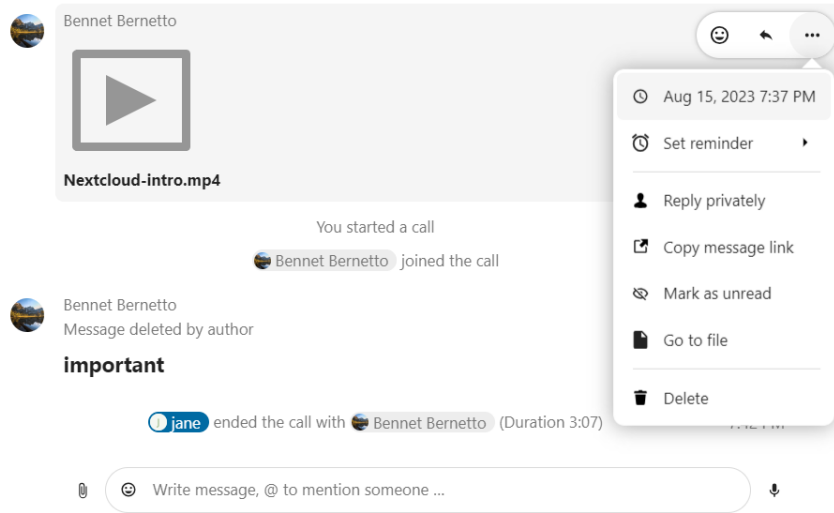 Bennet Bernetto
Nextcloud-intro.mp4
Aug 15, 2023 7:37 PM
Set reminder
Reply privately
Copy message link
Mark as unread
Go to file
Delete
You started a call
Bennet Bernetto joined the call
Bennet Bernetto
Message deleted by author
important
J jane ended the call with Bennet Bernetto (Duration 3:07)
Write message, @ to mention someone ...